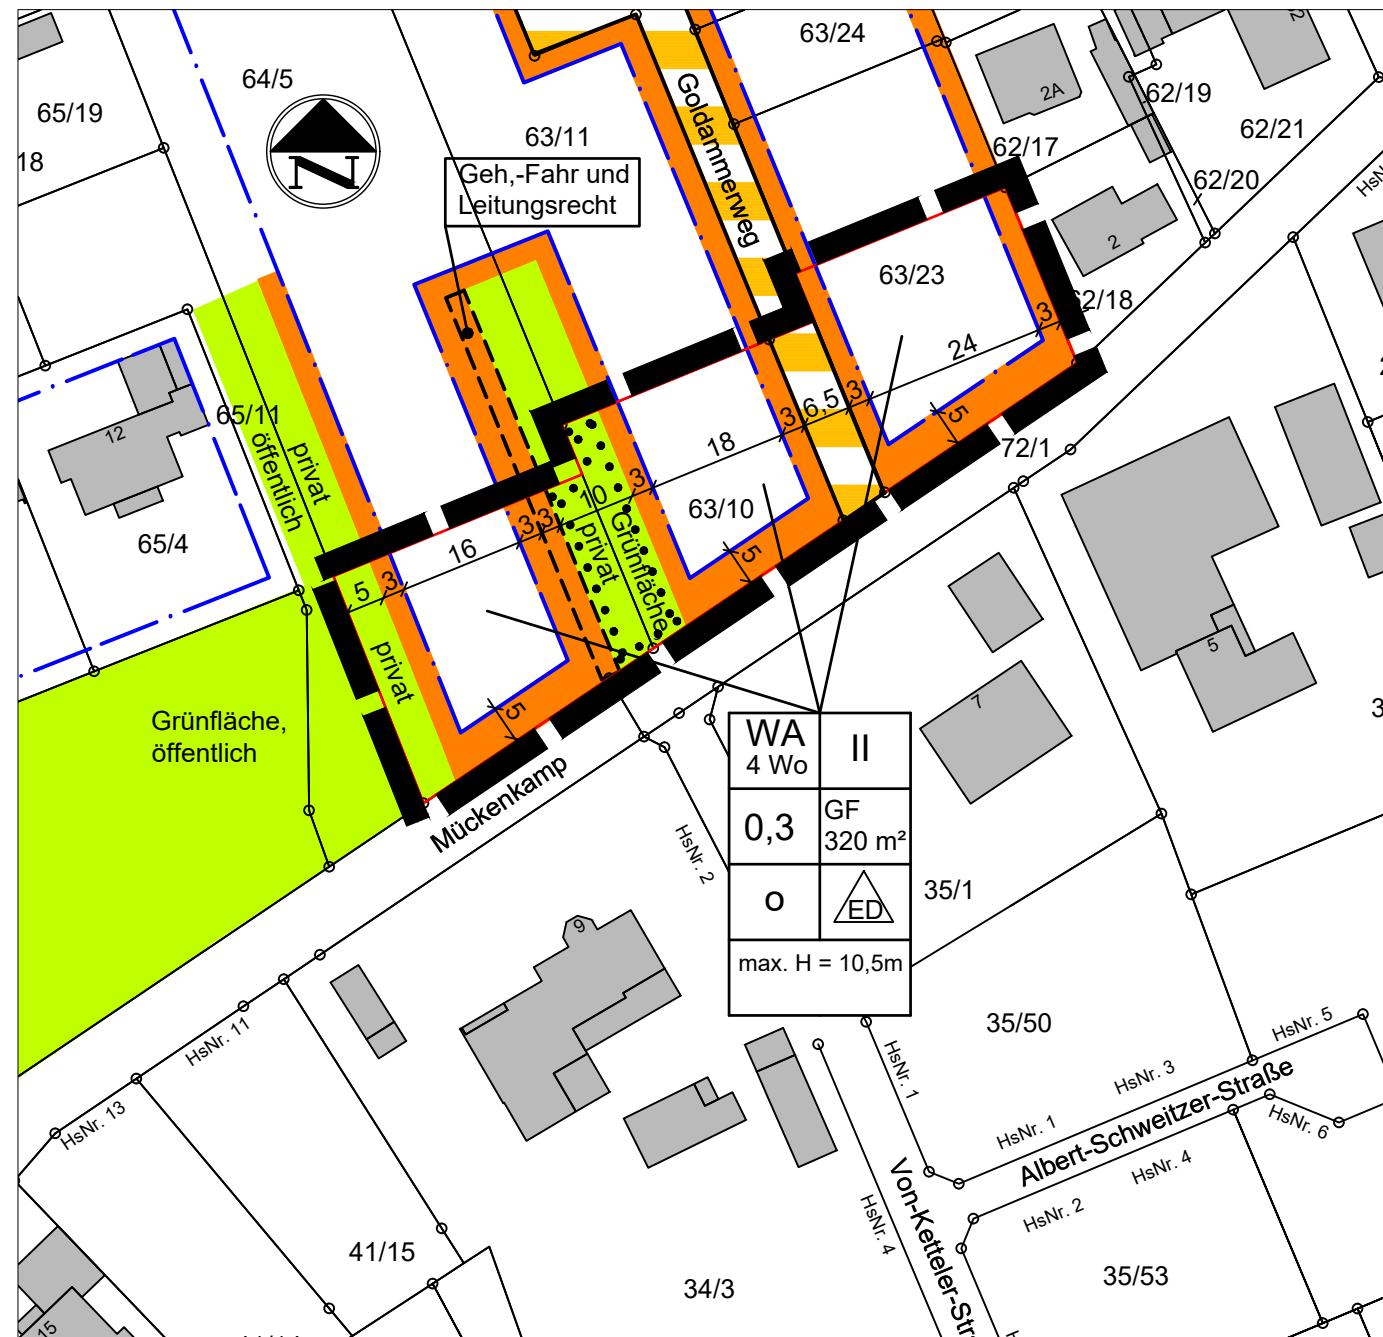 63/24
64/5
65/19
18
63/11
Goldammerweg
2A
62/19
62/21
62/17
62/20
2
N
Geh,-Fahr und
Leitungsrecht
63/23
62/18
3
24
3
6,5
3
5
72/1
12
65/11
öffentlich
privat
65/4
18
3
63/10
5
10
3
3
16
privat
Grünfläche
5
3
privat
5
Grünfläche,
öffentlich
Mückenkamp
HsNr. 2
WA
4 Wo
II
0,3
GF
320 m²
o
ED
max. H = 10,5m
7
5
35/1
9
HsNr. 11
HsNr. 13
35/50
HsNr. 1
HsNr. 3
HsNr. 5
HsNr. 1
Albert-Schweitzer-Straße
HsNr. 6
HsNr. 4
HsNr. 2
Von-Ketteler-Str
HsNr. 4
41/15
34/3
35/53
15